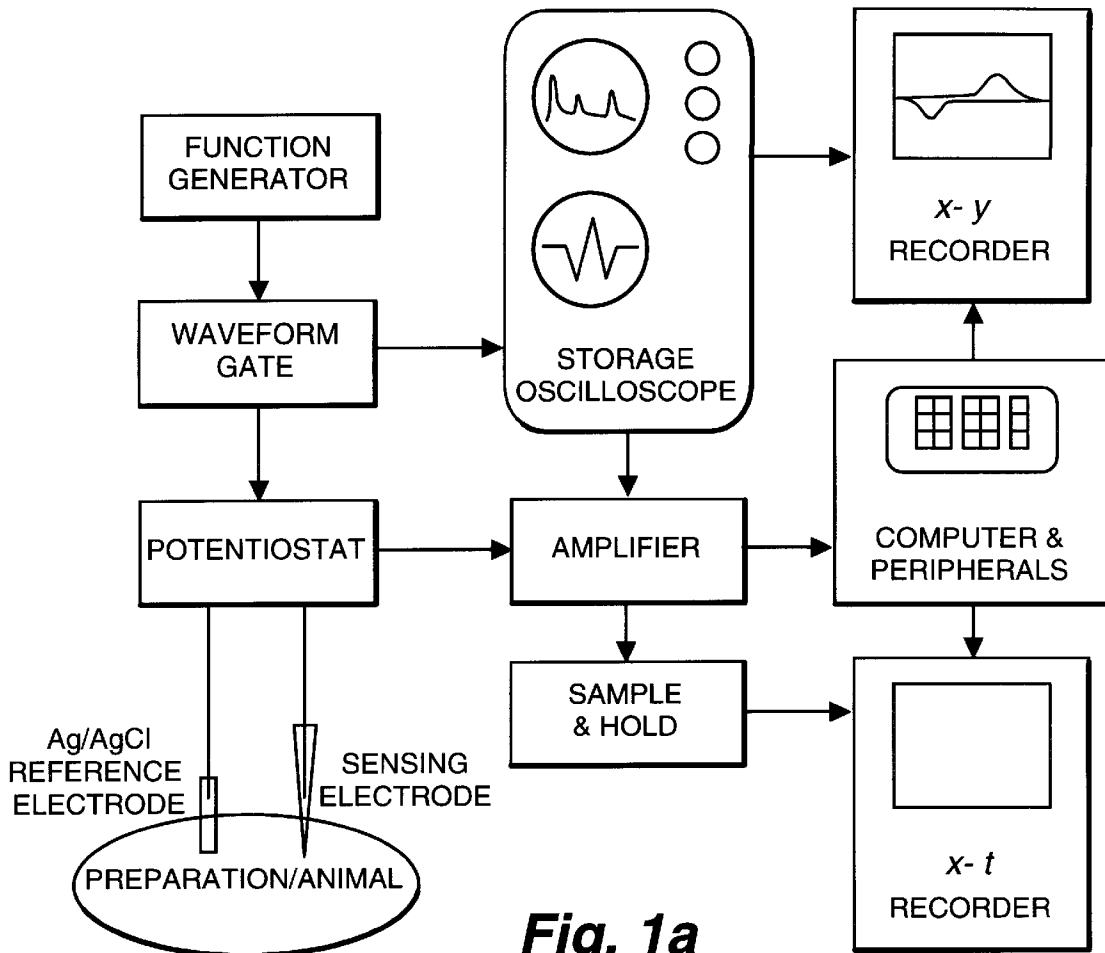 FUNCTION
GENERATOR
WAVEFORM
GATE
POTENTIOSTAT
Ag/AgCl
REFERENCE
ELECTRODE
SENSING
ELECTRODE
PREPARATION/ANIMAL
STORAGE
OSCILLOSCOPE
AMPLIFIER
SAMPLE
& HOLD
x- y
RECORDER
COMPUTER &
PERIPHERALS
x- t
RECORDER
Fig. 1a